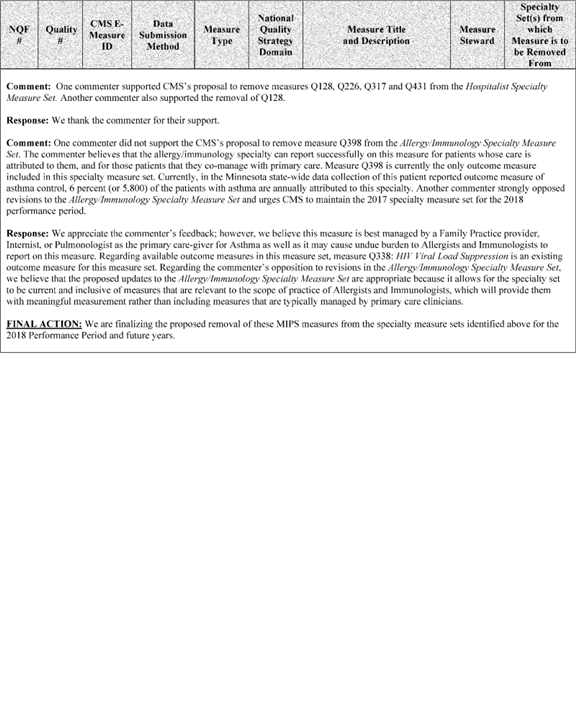 NQF
#
Quality
#
CMS E-
Measure
ID
Data
Submission
Method
Measure
Type
National
Quality
Strategy
Domain
Measure Title
and Description
Measure
Steward
Specialty
Set(s) from
which
Measure is to
be Removed
From
Comment: One commenter supported CMS's proposal to remove measures Q128, Q226, Q317 and Q431 from the Hospitalist Specialty
Measure Set. Another commenter also supported the removal of Q128.
Response: We thank the commenter for their support.
Comment: One commenter did not support the CMS's proposal to remove measure Q398 from the Allergy/Immunology Specialty Measure
Set. The commenter believes that the allergy/immunology specialty can report successfully on this measure for patients whose care is
attributed to them, and for those patients that they co-manage with primary care. Measure Q398 is currently the only outcome measure
included in this specialty measure set. Currently, in the Minnesota state-wide data collection of this patient reported outcome measure of
asthma control, 6 percent (or 5,800) of the patients with asthma are annually attributed to this specialty. Another commenter strongly opposed
revisions to the Allergy/Immunology Specialty Measure Set and urges CMS to maintain the 2017 specialty measure set for the 2018
performance period.
Response: We appreciate the commenter's feedback; however, we believe this measure is best managed by a Family Practice provider,
Internist, or Pulmonologist as the primary care-giver for Asthma as well as it may cause undue burden to Allergists and Immunologists to
report on this measure. Regarding available outcome measures in this measure set, measure Q338: HIV Viral Load Suppression is an existing
outcome measure for this measure set. Regarding the commenter's opposition to revisions in the Allergy/Immunology Specialty Measure Set,
we believe that the proposed updates to the Allergy/Immunology Specialty Measure Set are appropriate because it allows for the specialty set
to be current and inclusive of measures that are relevant to the scope of practice of Allergists and Immunologists, which will provide them
with meaningful measurement rather than including measures that are typically managed by primary care clinicians.
FINAL ACTION: We are finalizing the proposed removal of these MIPS measures from the specialty measure sets identified above for the
2018 Performance Period and future years.